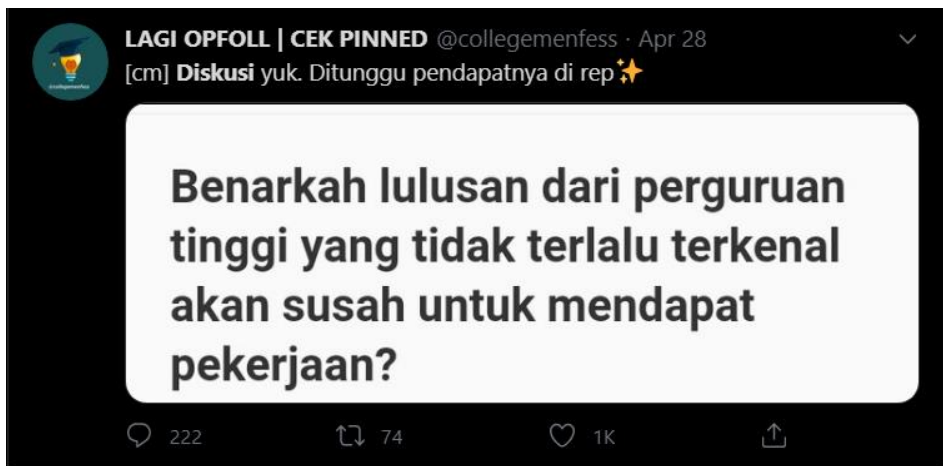 LAGI OPFOLL | CEK PINNED @collegemenfess · Apr 28
[cm] Diskusi yuk. Ditunggu pendapatnya di rep✨
Benarkah lulusan dari perguruan
tinggi yang tidak terlalu terkenal
akan susah untuk mendapat
pekerjaan?
222 74 1K